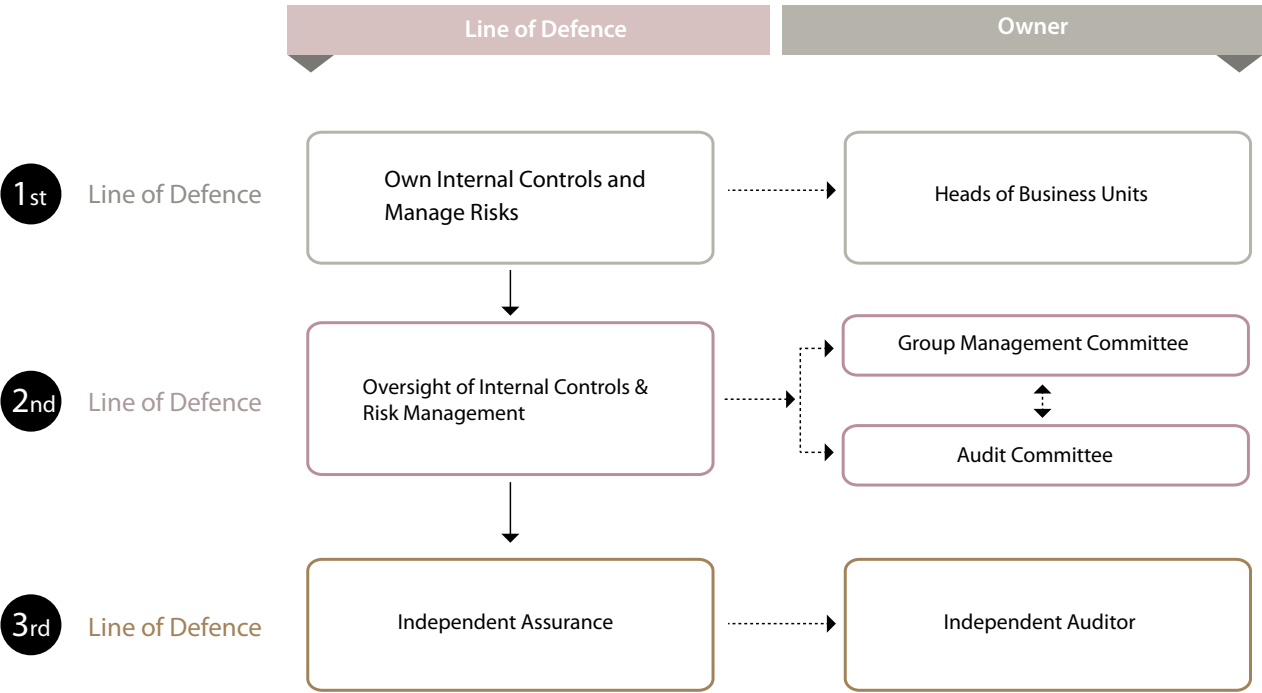 Line of Defence
Owner
1st
Line of Defence
Own Internal Controls and
Manage Risks
Heads of Business Units
2nd
Line of Defence
Oversight of Internal Controls &
Risk Management
Group Management Committee
Audit Committee
3rd
Line of Defence
Independent Assurance
Independent Auditor